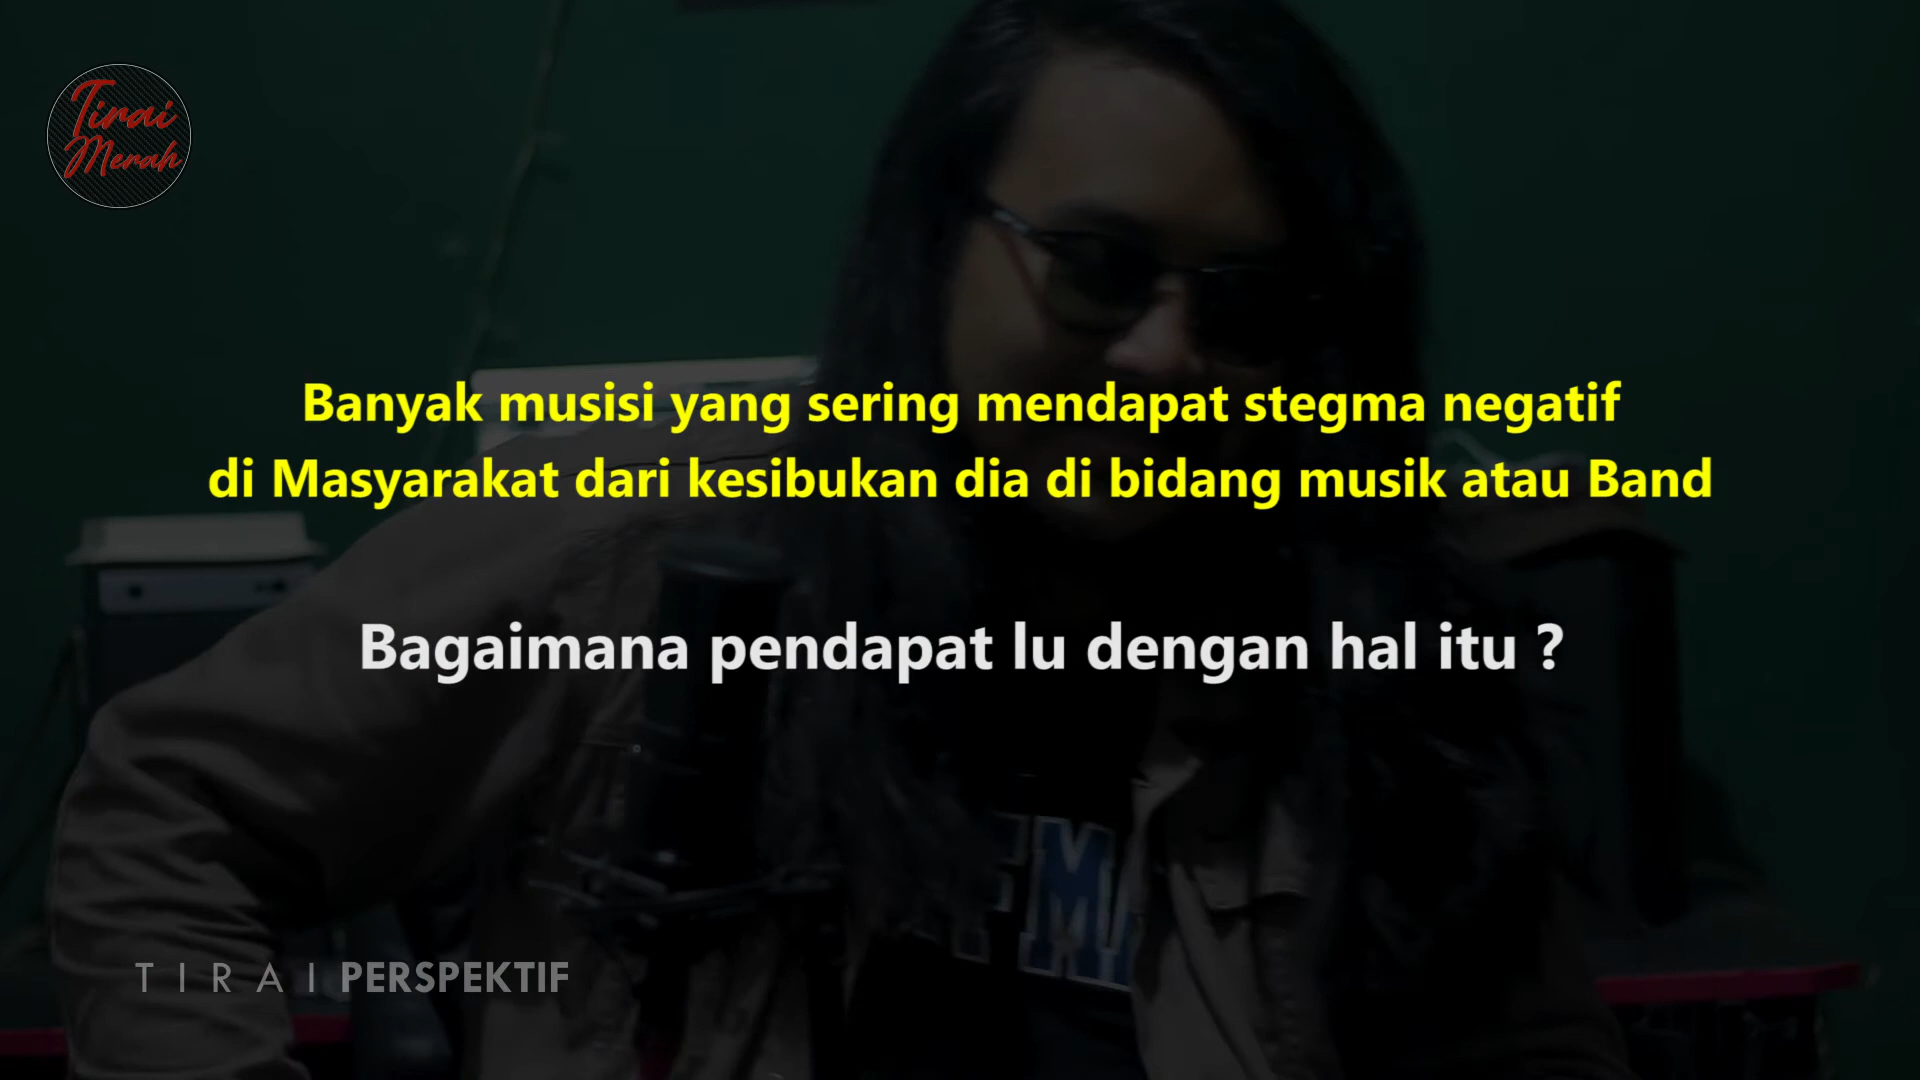 Tirai
Merah
Banyak musisi yang sering mendapat stegma negatif
di Masyarakat dari kesibukan dia di bidang musik atau Band
Bagaimana pendapat lu dengan hal itu ?
TIRAI PERSPEKTIF